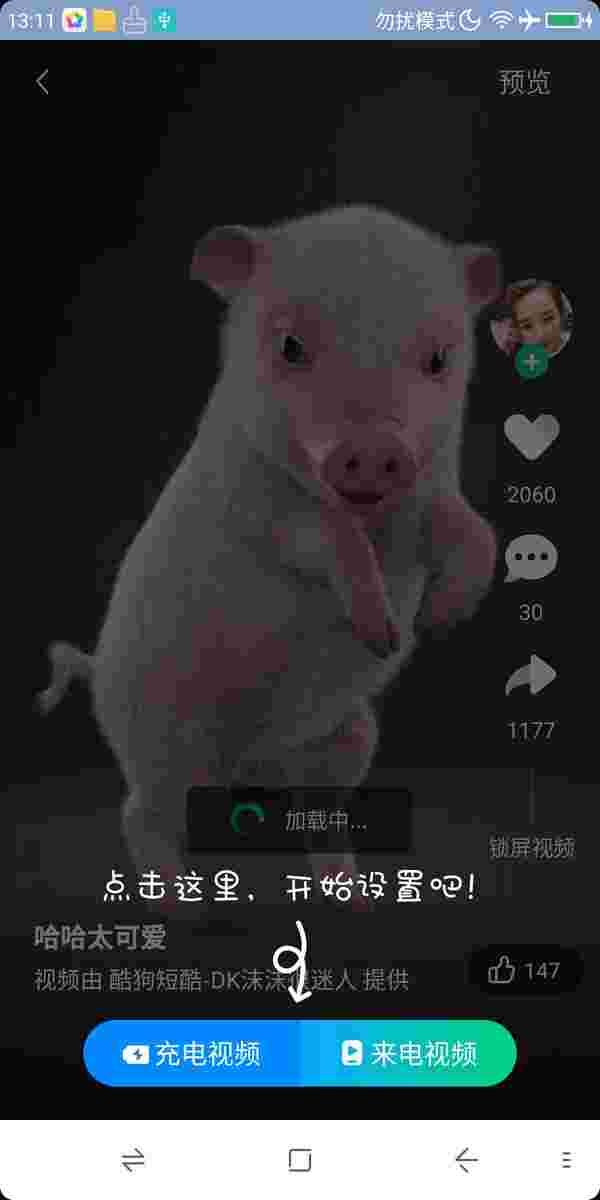 13:11
勿扰模式
预览
2060
30
1177
加载中...
锁屏视频
点击这里，开始设置吧!
哈哈太可爱
视频由 酷狗短酷-DK沫沫 迷人 提供
147
充电视频
来电视频